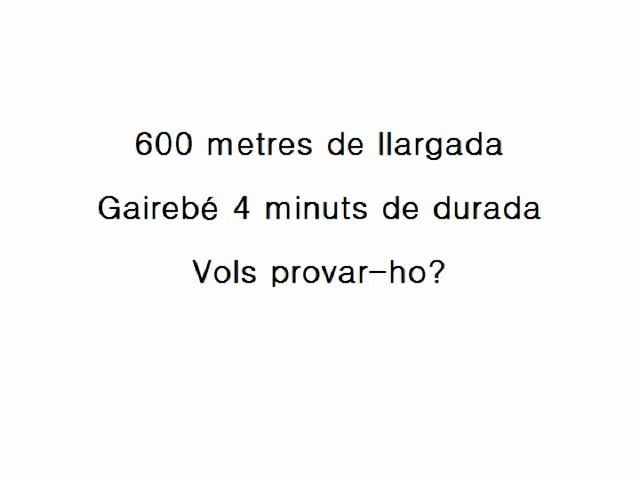 600 metres de llargada
Gairebé 4 minuts de durada
Vols provar-ho?